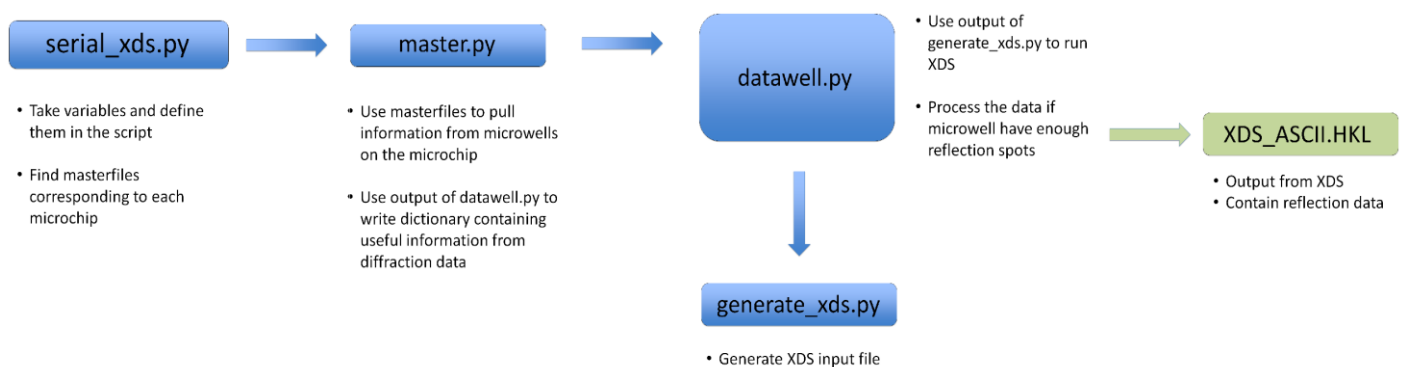 serial_xds.py
• Take variables and define
them in the script
• Find masterfiles
corresponding to each
microchip
master.py
• Use masterfiles to pull
information from microwells
on the microchip
• Use output of datawell.py to
write dictionary containing
useful information from
diffraction data
datawell.py
• Use output of
generate_xds.py to run
XDS
• Process the data if
microwell have enough
reflection spots
generate_xds.py
• Generate XDS input file
XDS_ASCII.HKL
• Output from XDS
• Contain reflection data